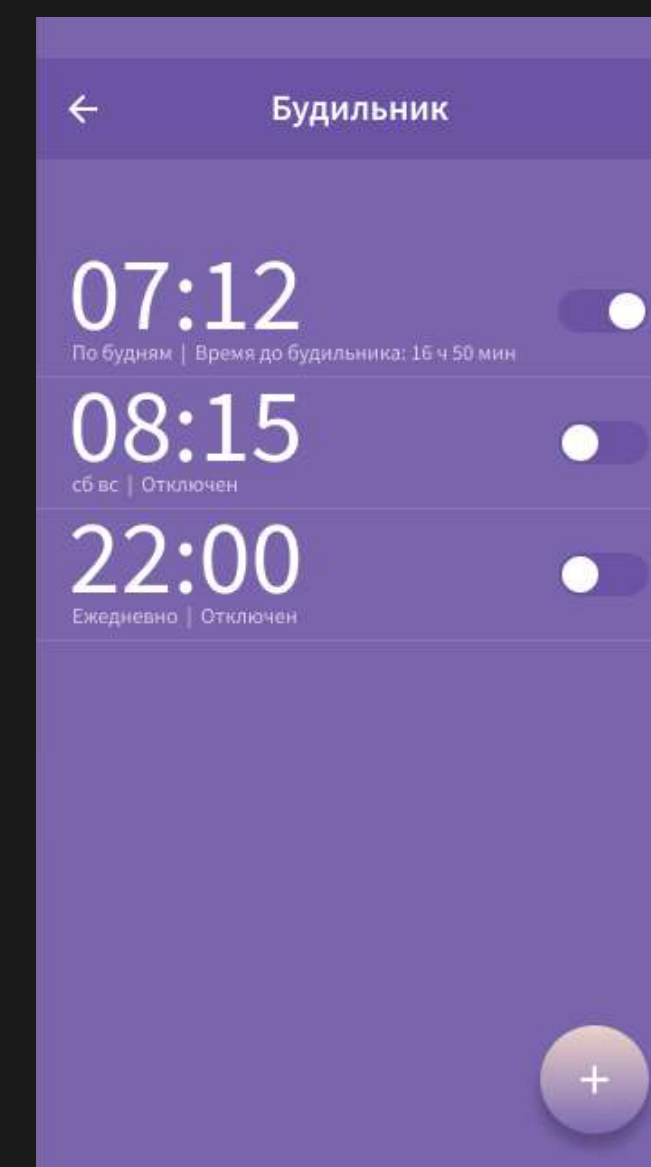 Будильник
07:12
По будням | Время до будильника: 16 ч 50 мин
08:15
сб вс | Отключен
22:00
Ежедневно | Отключен